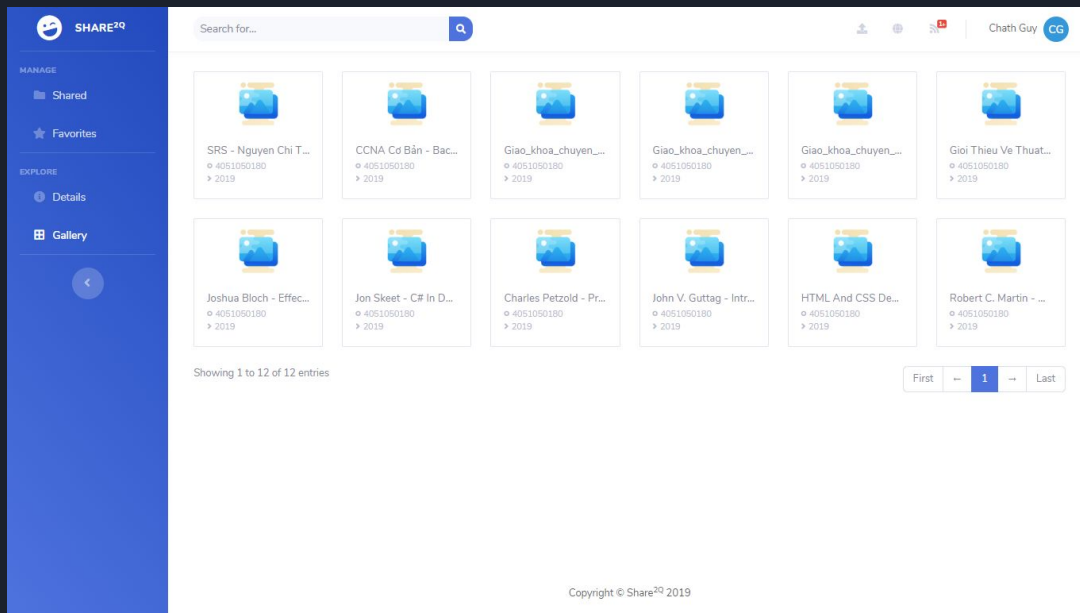 SHARE2Q
Search for...
1+
Chath Guy
CG
MANAGE
Shared
Favorites
EXPLORE
Details
Gallery
SRS - Nguyen Chi T...
4051050180
2019
CCNA Cơ Bản - Bac...
4051050180
2019
Giao_khoa_chuyen_...
4051050180
2019
Giao_khoa_chuyen_...
4051050180
2019
Giao_khoa_chuyen_...
4051050180
2019
Gioi Thieu Ve Thuat...
4051050180
2019
Joshua Bloch - Effec...
4051050180
2019
Jon Skeet - C# In D...
4051050180
2019
Charles Petzold - Pr...
4051050180
2019
John V. Guttag - Intr...
4051050180
2019
HTML And CSS De...
4051050180
2019
Robert C. Martin - ...
4051050180
2019
Showing 1 to 12 of 12 entries
First ← 1 → Last
Copyright © Share2Q 2019